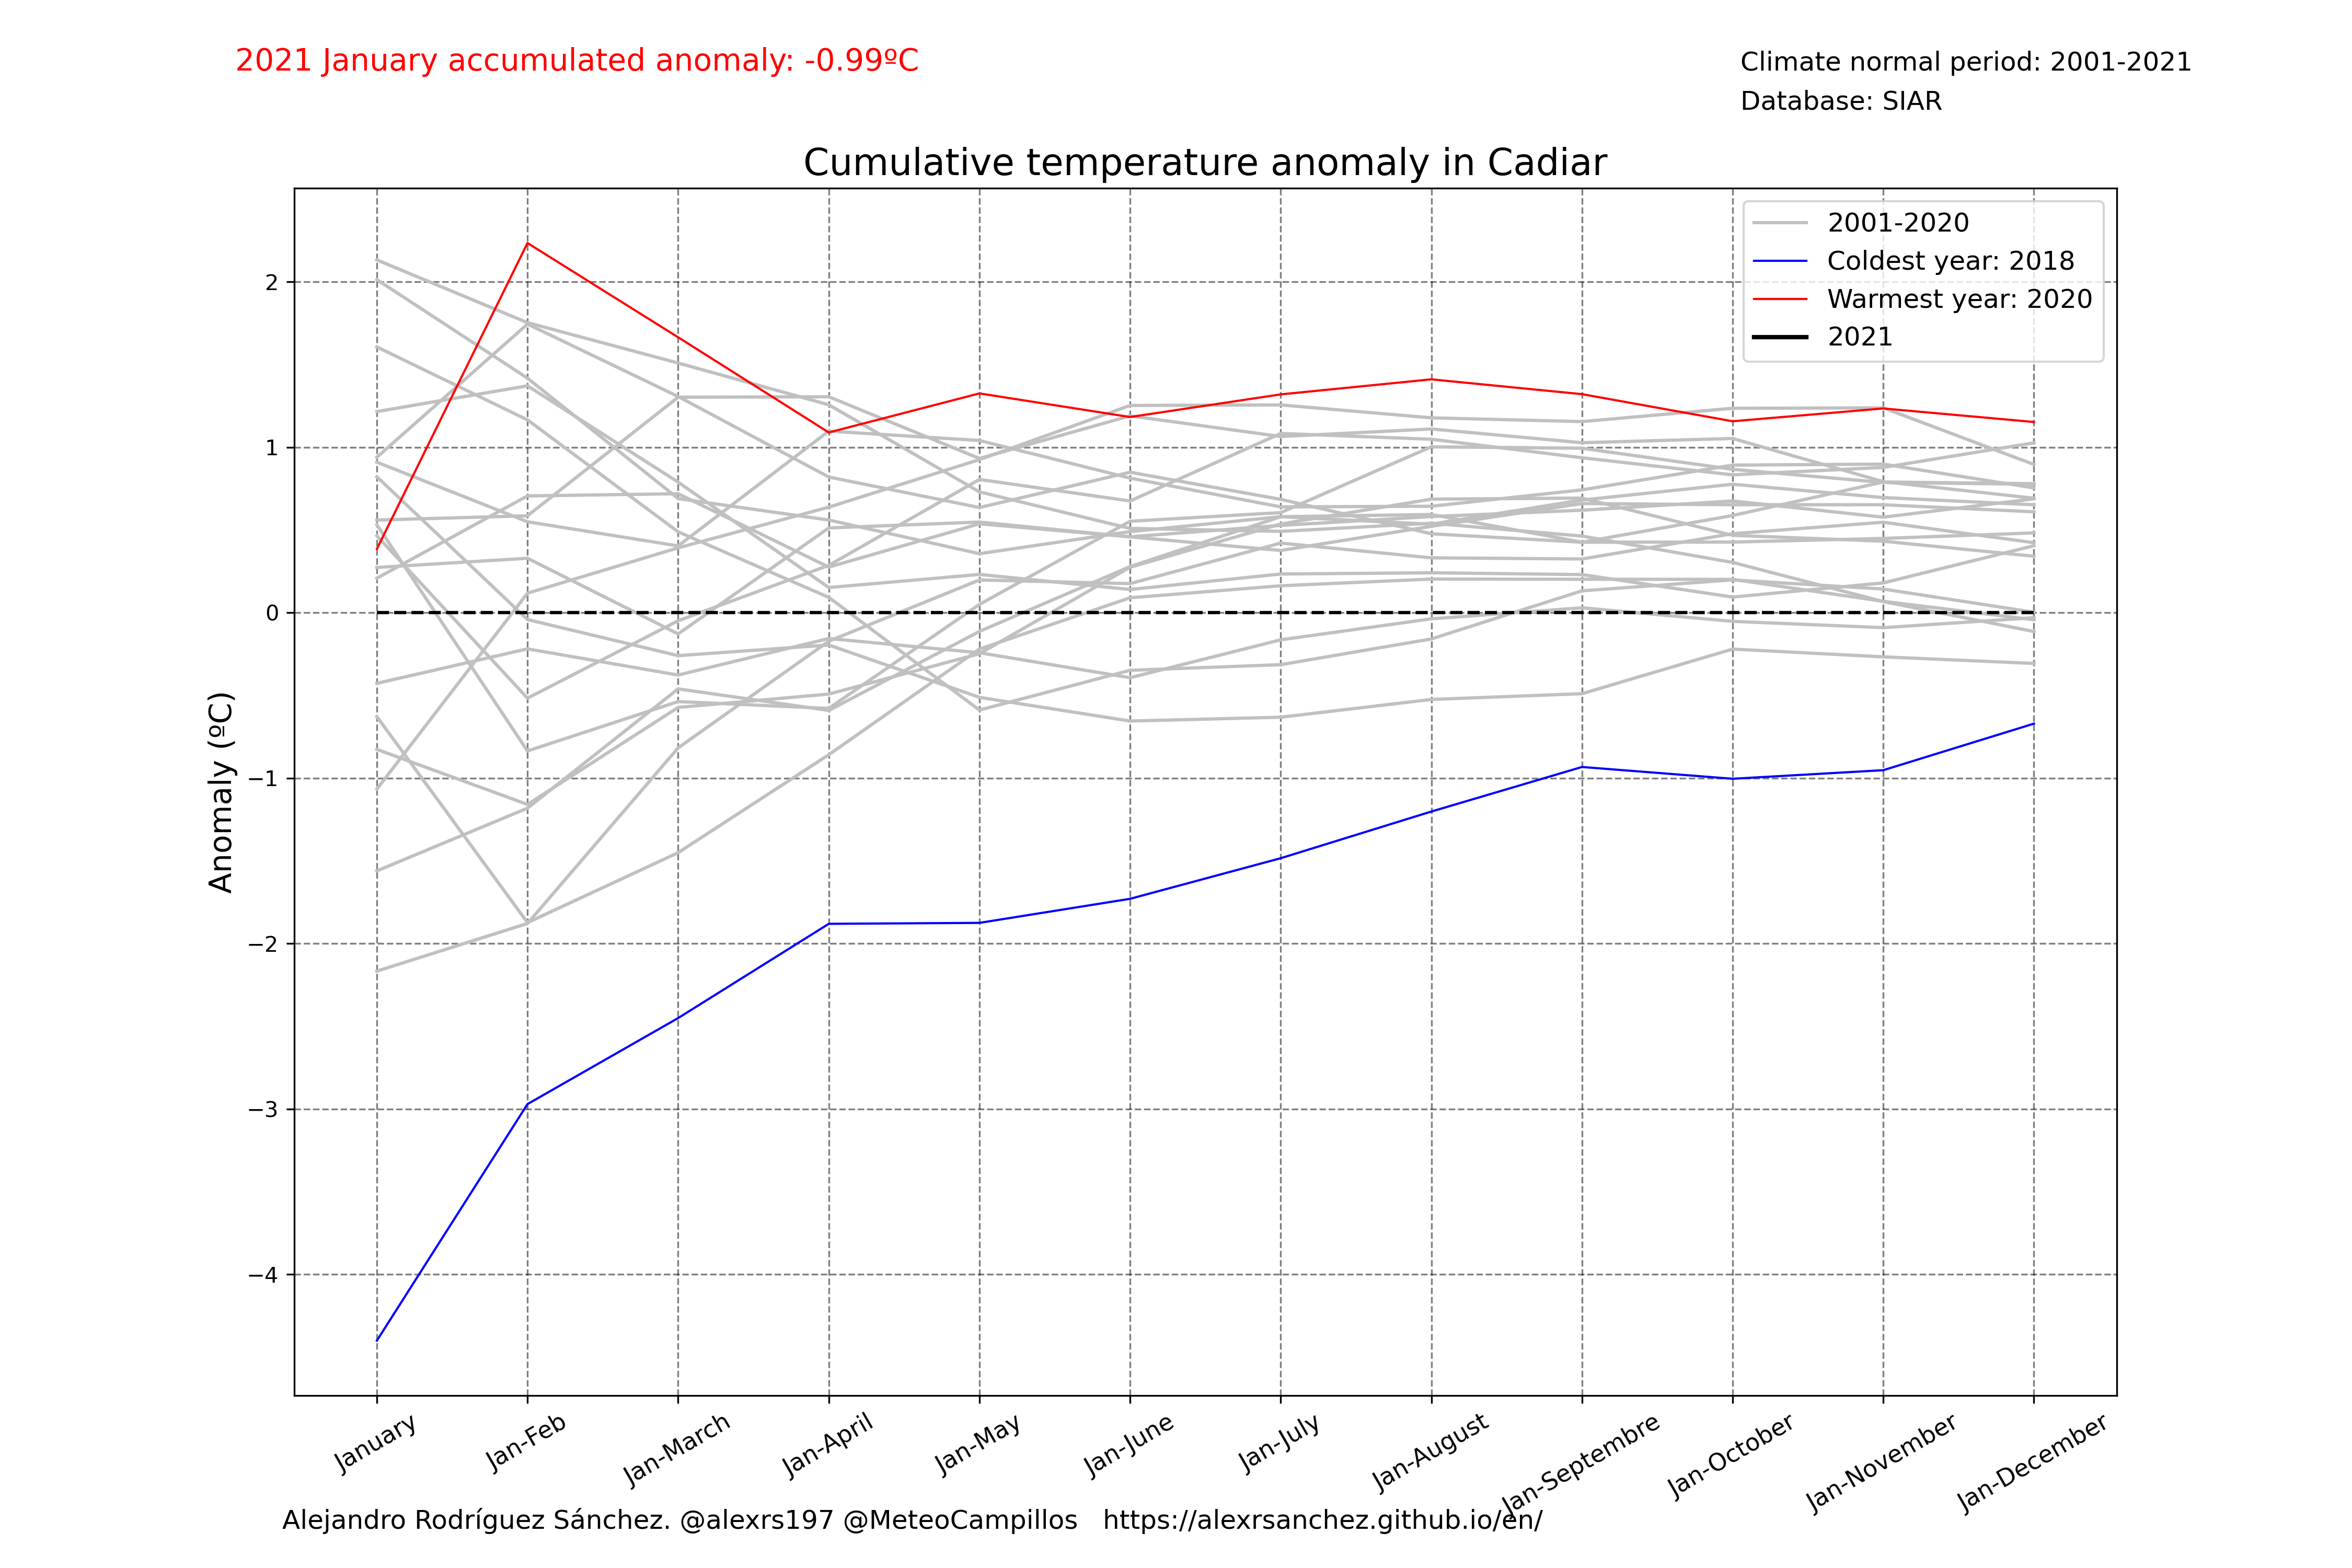 2021 January accumulated anomaly: -0.99ºC
Climate normal period: 2001-2021
Database: SIAR
Cumulative temperature anomaly in Cadiar
2001-2020
Coldest year: 2018
Warmest year: 2020
2021
Anomaly (ºC)
2
1
0
−1
−2
−3
−4
January
Jan-Feb
Jan-March
Jan-April
Jan-May
Jan-June
Jan-July
Jan-August
Jan-Septembre
Jan-October
Jan-November
Jan-December
Alejandro Rodríguez Sánchez. @alexrs197 @MeteoCampillos https://alexrsanchez.github.io/en/